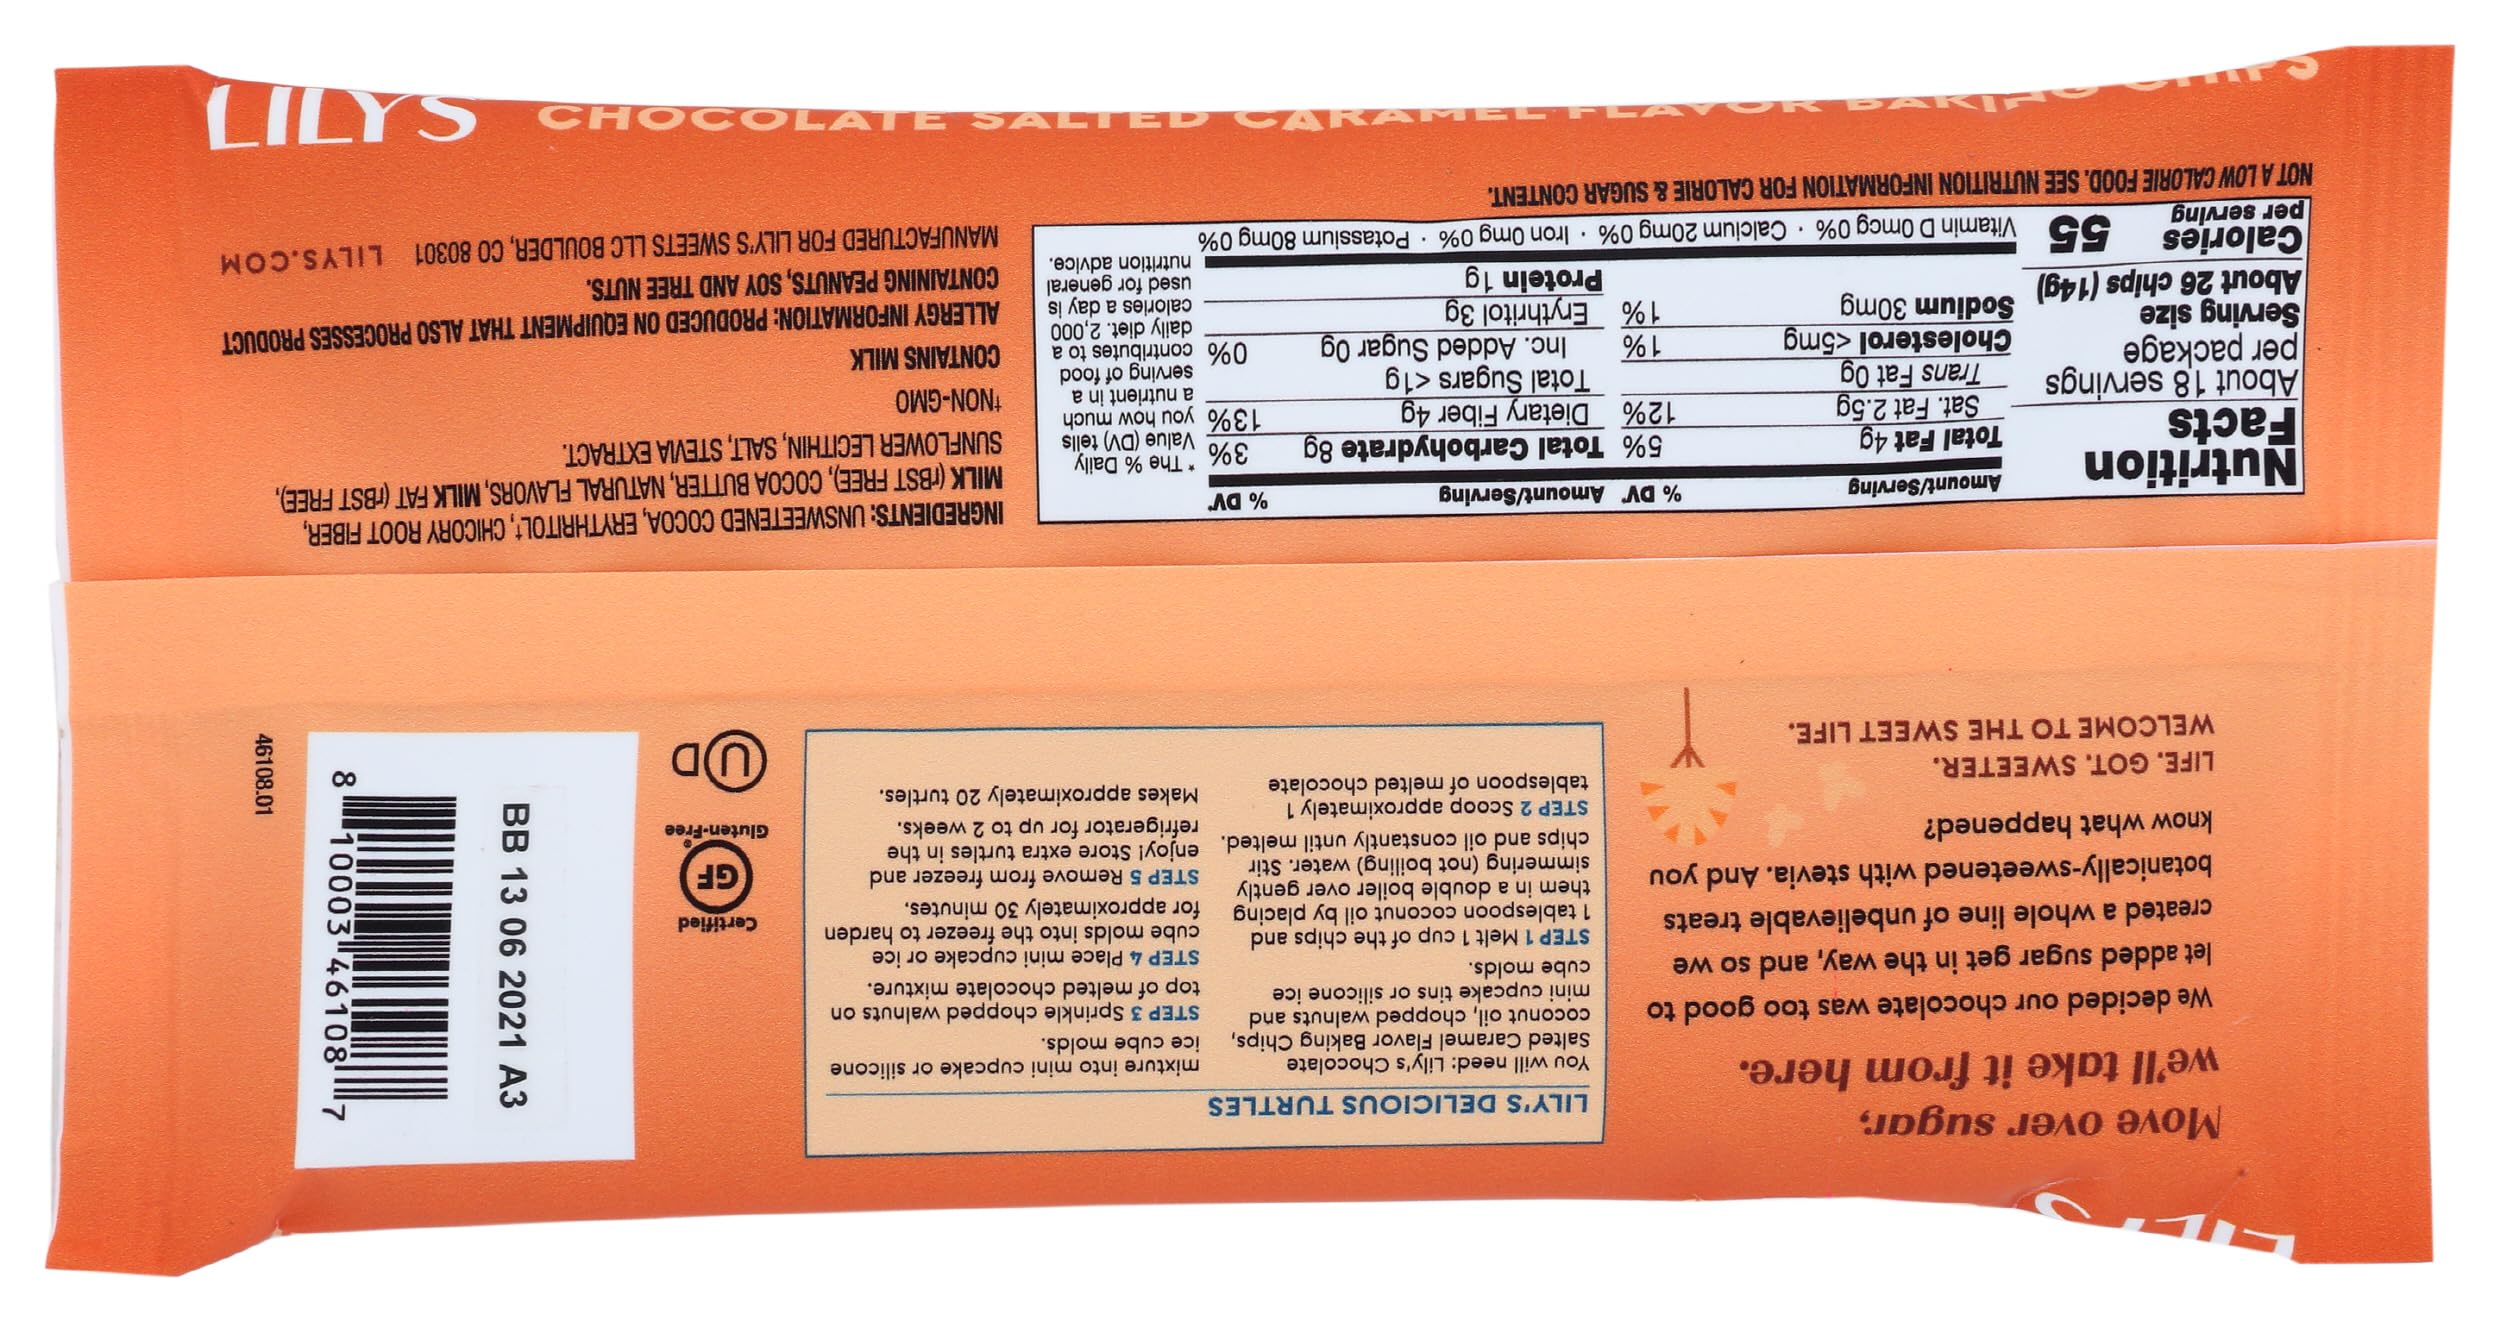 LILY'S
Move over sugar,
we'll take it from here.
We decided our chocolate was too good to
let added sugar get in the way, and so we
created a whole line of unbelievable treats
botanically-sweetened with stevia. And you
know what happened?
LIFE. GOT. SWEETER.
WELCOME TO THE SWEET LIFE.
LILY'S DELICIOUS TURTLES
You will need: Lily's Chocolate
Salted Caramel Flavor Baking Chips,
coconut oil, chopped walnuts and
mini cupcake tins or silicone ice
cube molds.
STEP 1 Melt 1 cup of the chips and
1 tablespoon coconut oil by placing
them in a double boiler over gently
simmering (not boiling) water. Stir
chips and oil constantly until melted.
STEP 2 Scoop approximately 1
tablespoon of melted chocolate
mixture into mini cupcake or silicone
ice cube molds.
STEP 3 Sprinkle chopped walnuts on
top of melted chocolate mixture.
STEP 4 Place mini cupcake or ice
cube molds into the freezer to harden
for approximately 30 minutes.
STEP 5 Remove from freezer and
enjoy! Store extra turtles in the
refrigerator for up to 2 weeks.
Makes approximately 20 turtles.
Certified
GF®
Gluten-Free
U D
BB 13 06 2021 A3
8 10003 46108 7
46108.01
Nutrition
Facts
About 18 servings
per package
Serving size
About 26 chips (14g)
Calories 55
per serving
Amount/Serving % DV*
Total Fat 4g 5%
Sat. Fat 2.5g 12%
Trans Fat 0g
Cholesterol <5mg 1%
Sodium 30mg 1%
Amount/Serving % DV*
Total Carbohydrate 8g 3%
Dietary Fiber 4g 13%
Total Sugars <1g
Inc. Added Sugar 0g 0%
Erythritol 3g
Protein 1g
Vitamin D 0mcg 0% · Calcium 20mg 0% · Iron 0mg 0% · Potassium 80mg 0%
* The % Daily
Value (DV) tells
you how much
a nutrient in a
serving of food
contributes to a
daily diet. 2,000
calories a day is
used for general
nutrition advice.
NOT A LOW CALORIE FOOD. SEE NUTRITION INFORMATION FOR CALORIE & SUGAR CONTENT.
INGREDIENTS: UNSWEETENED COCOA, ERYTHRITOL†, CHICORY ROOT FIBER,
MILK (rBST FREE), COCOA BUTTER, NATURAL FLAVORS, MILK FAT (rBST FREE),
SUNFLOWER LECITHIN, SALT, STEVIA EXTRACT.
†NON-GMO
CONTAINS MILK
ALLERGY INFORMATION: PRODUCED ON EQUIPMENT THAT ALSO PROCESSES PRODUCT
CONTAINING PEANUTS, SOY AND TREE NUTS.
MANUFACTURED FOR LILY'S SWEETS LLC BOULDER, CO 80301 LILYS.COM
LILY'S CHOCOLATE SALTED CARAMEL FLAVOR BAKING CHIPS